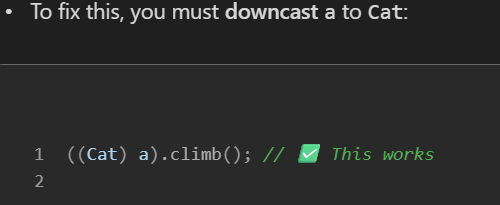 • To fix this, you must downcast a to Cat:
1 ((Cat) a).climb(); // ✅ This works
2